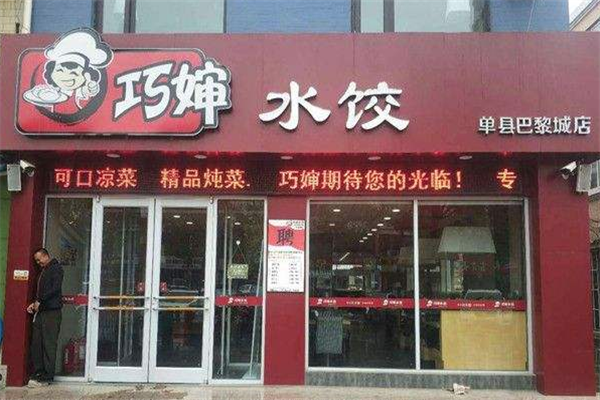 巧婶
水饺
单县巴黎城店
可口凉菜 精品炖菜. 巧婶期待您的光临! 专
聘